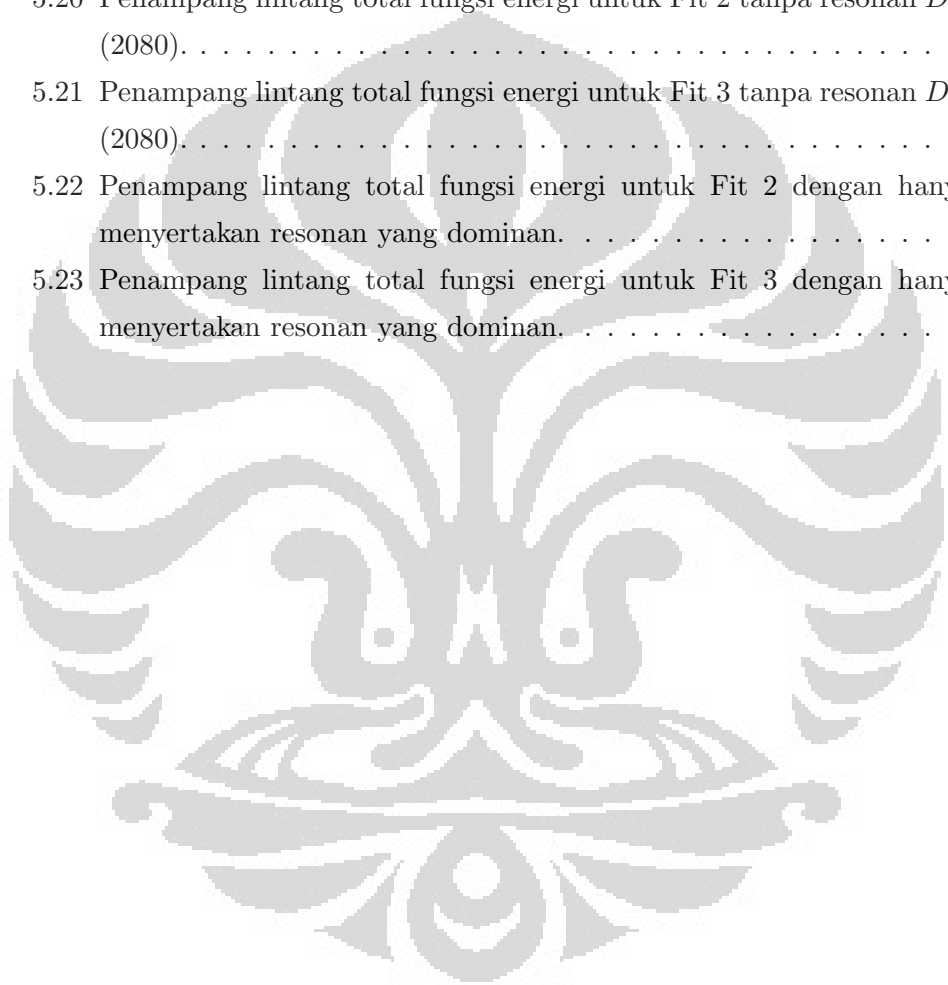 5.20 Penampang lintang total fungsi energi untuk Fit 2 tanpa resonan D
(2080). . . . . . . . . . . . . . . . . . . . . . . . . . . . . . . . .
5.21 Penampang lintang total fungsi energi untuk Fit 3 tanpa resonan D
(2080). . . . . . . . . . . . . . . . . . . . . . . . . . . . . . . . .
5.22 Penampang lintang total fungsi energi untuk Fit 2 dengan hany
menyertakan resonan yang dominan. . . . . . . . . . . . . . . . .
5.23 Penampang lintang total fungsi energi untuk Fit 3 dengan hany
menyertakan resonan yang dominan. . . . . . . . . . . . . . . . .